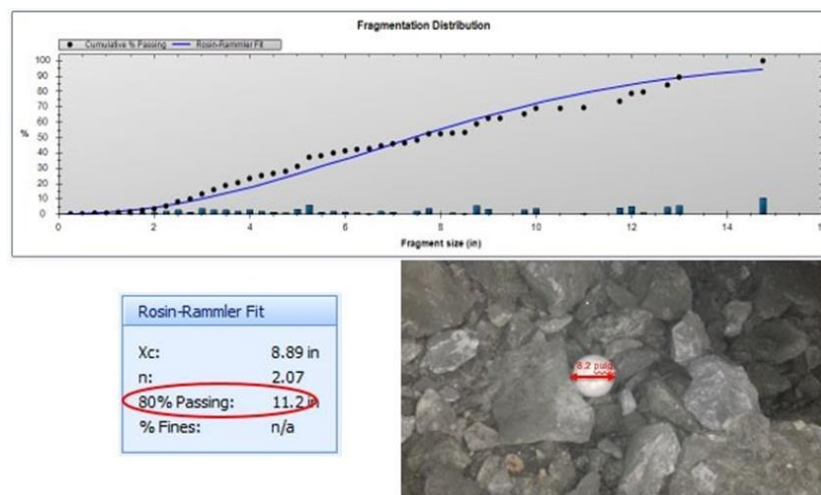 Fragmentation Distribution
Cumulative % Passing Rosin-Rammler Fit
100
90
80
70
60
50
40
30
20
10
0
%
0 2 4 6 8 10 12 14 16
Fragment size (in)
Rosin-Rammler Fit
Xc: 8.89 in
n: 2.07
80% Passing: 11.2 in
% Fines: n/a
8.2 pulg